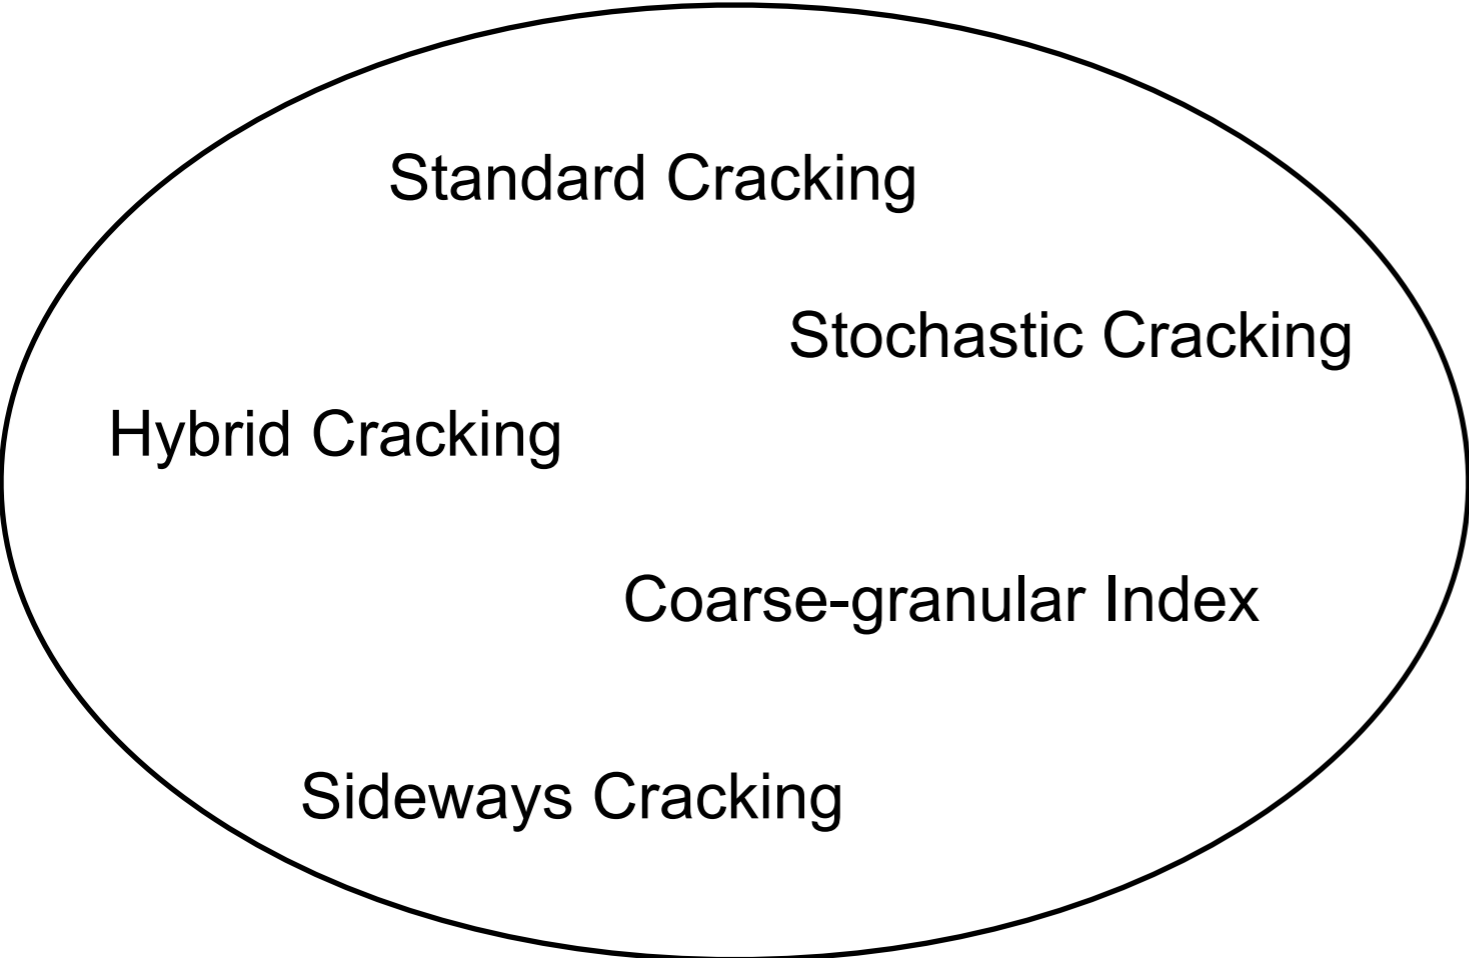 Standard Cracking
Stochastic Cracking
Hybrid Cracking
Coarse-granular Index
Sideways Cracking